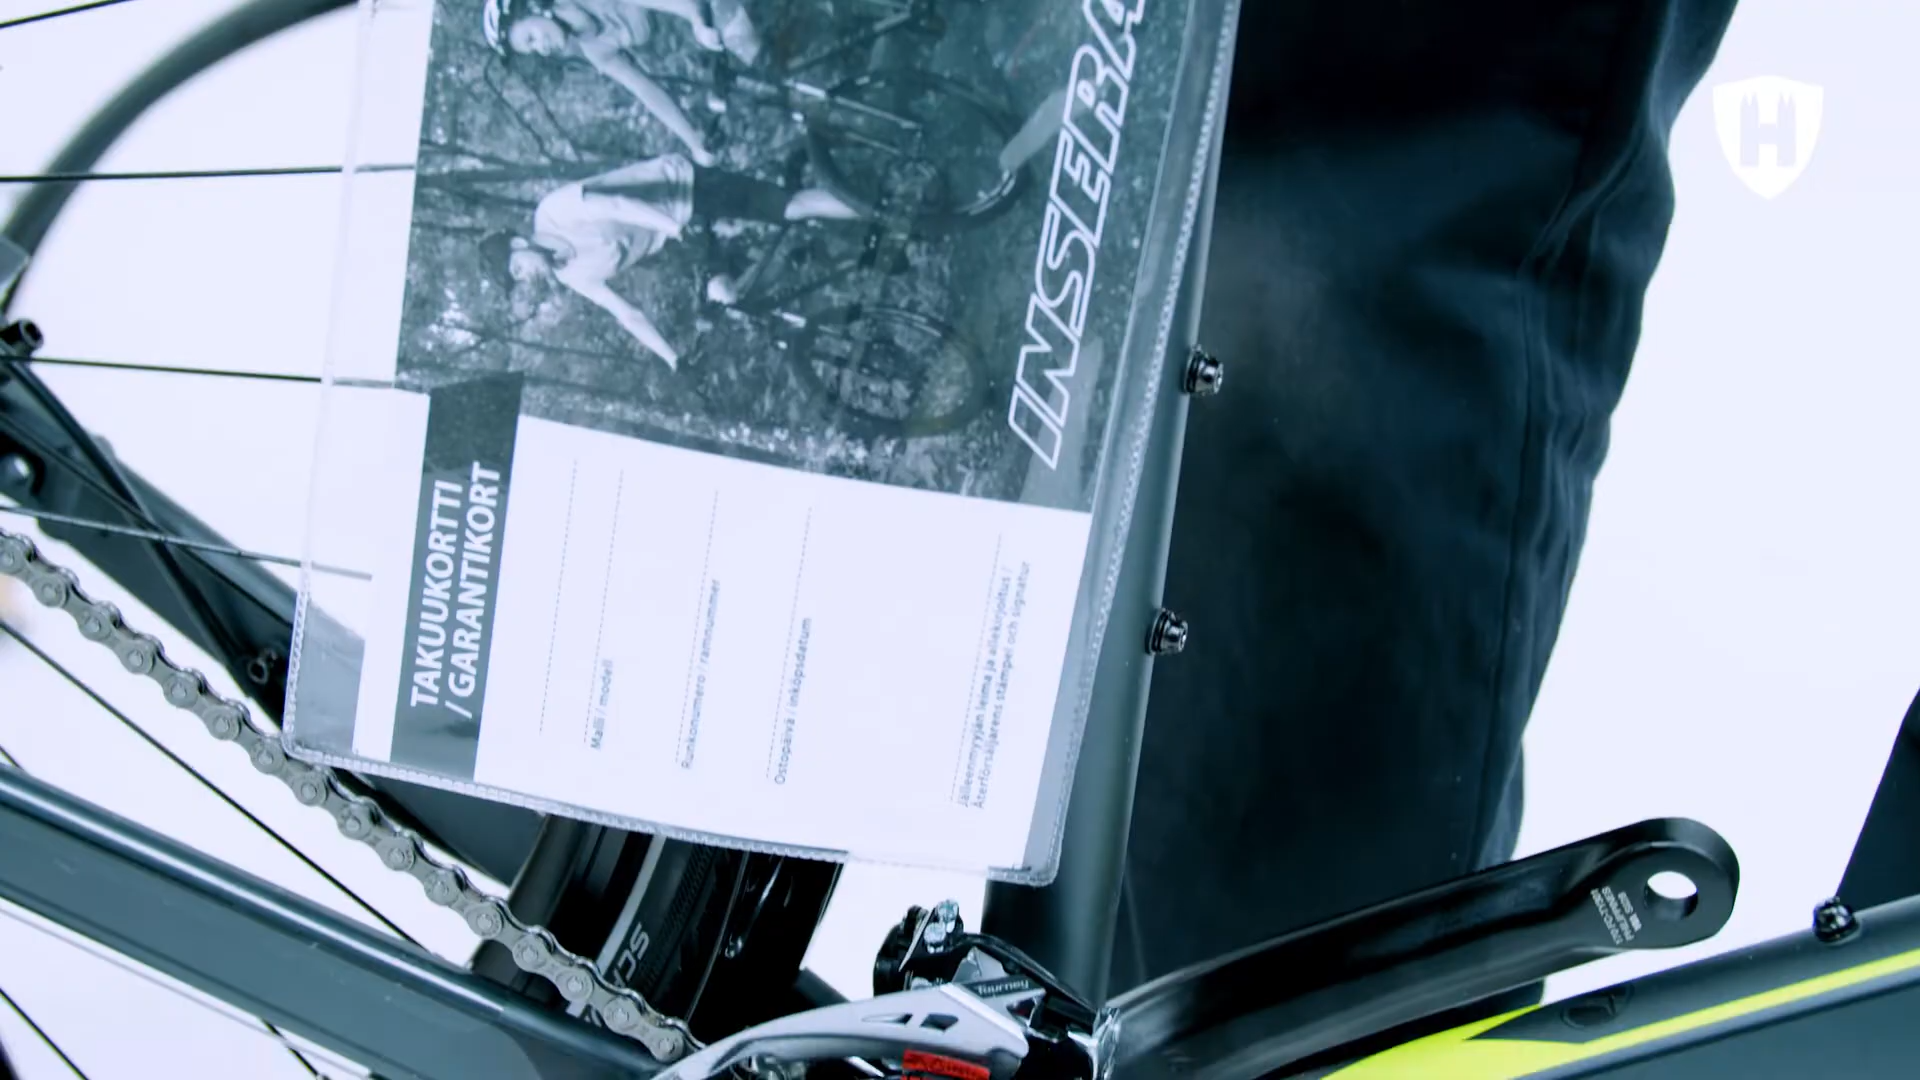 INSERA
TAKUUKORTTI
/ GARANTIKORT
Malli / modell
Runkonumero / ramnummer
Ostopäivä / inköpsdatum
Jälleenmyyjän leima ja allekirjoitus /
Återförsäljarens stämpel och signatur
Tourney
H